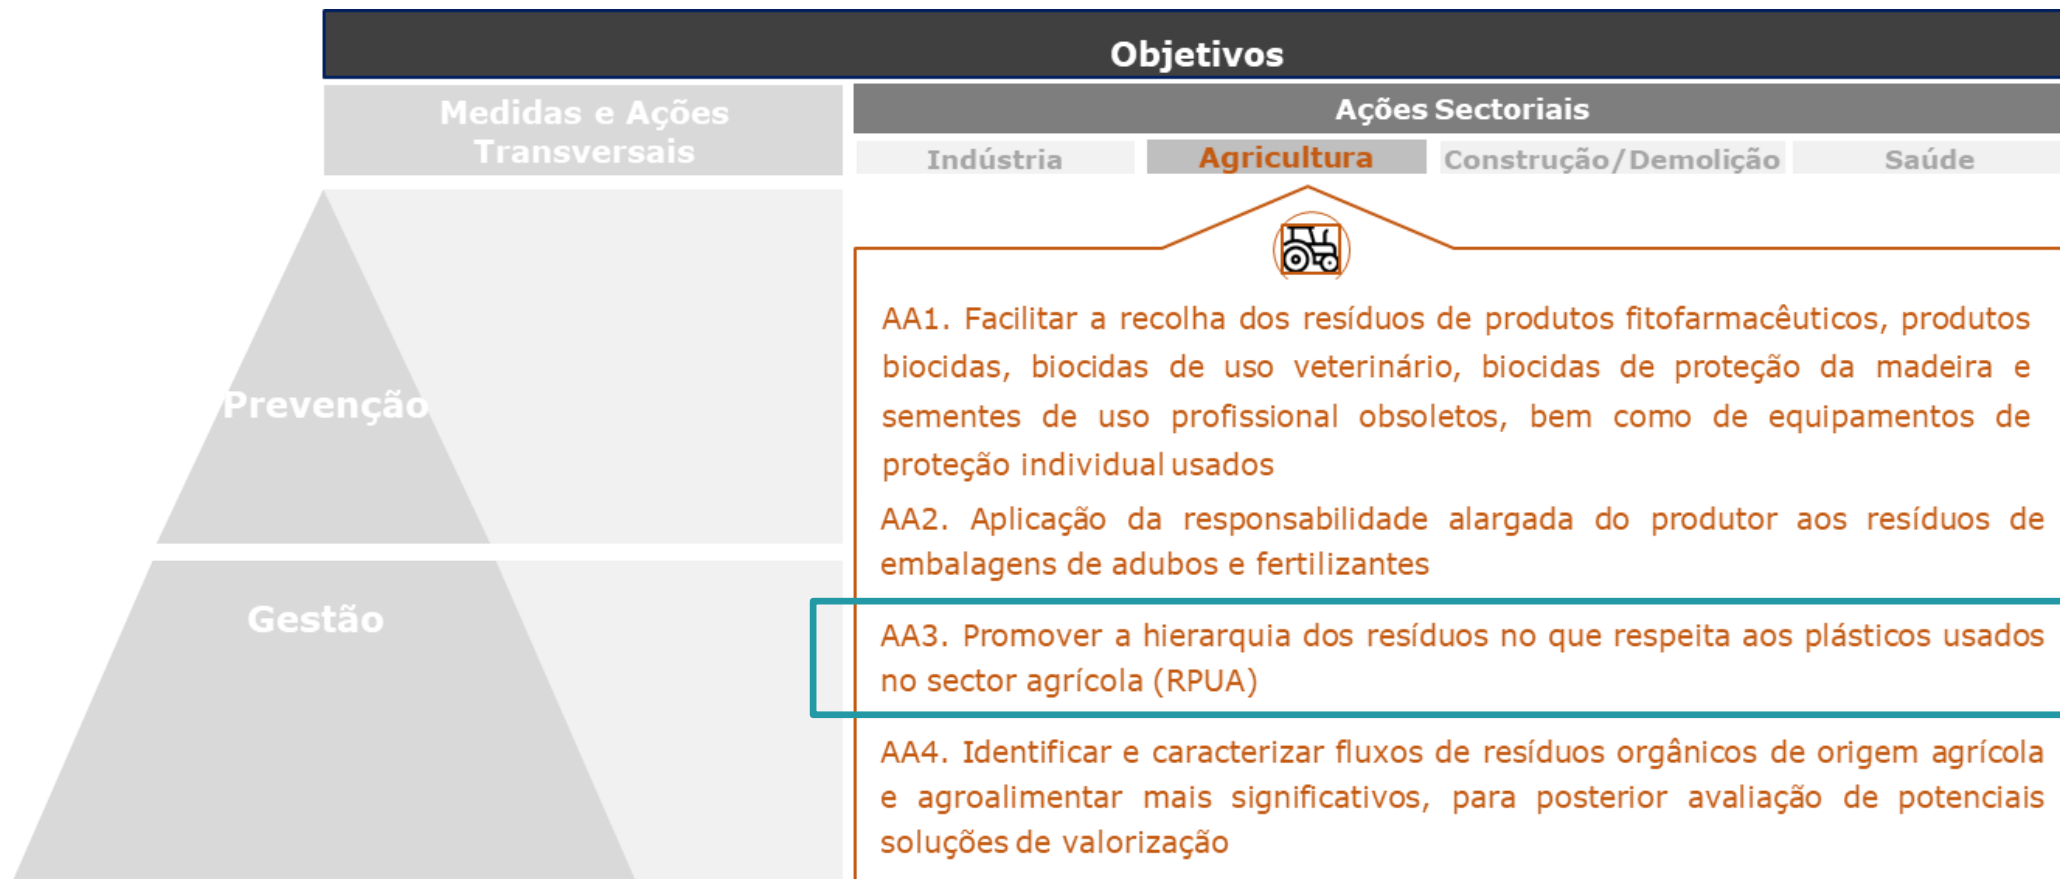 Objetivos
Medidas e Ações
Transversais
Ações Sectoriais
Indústria
Agricultura
Construção/Demolição
Saúde
Prevenção
Gestão
AA1. Facilitar a recolha dos resíduos de produtos fitofarmacêuticos, produtos
biocidas, biocidas de uso veterinário, biocidas de proteção da madeira e
sementes de uso profissional obsoletos, bem como de equipamentos de
proteção individual usados
AA2. Aplicação da responsabilidade alargada do produtor aos resíduos de
embalagens de adubos e fertilizantes
AA3. Promover a hierarquia dos resíduos no que respeita aos plásticos usados
no sector agrícola (RPUA)
AA4. Identificar e caracterizar fluxos de resíduos orgânicos de origem agrícola
e agroalimentar mais significativos, para posterior avaliação de potenciais
soluções de valorização